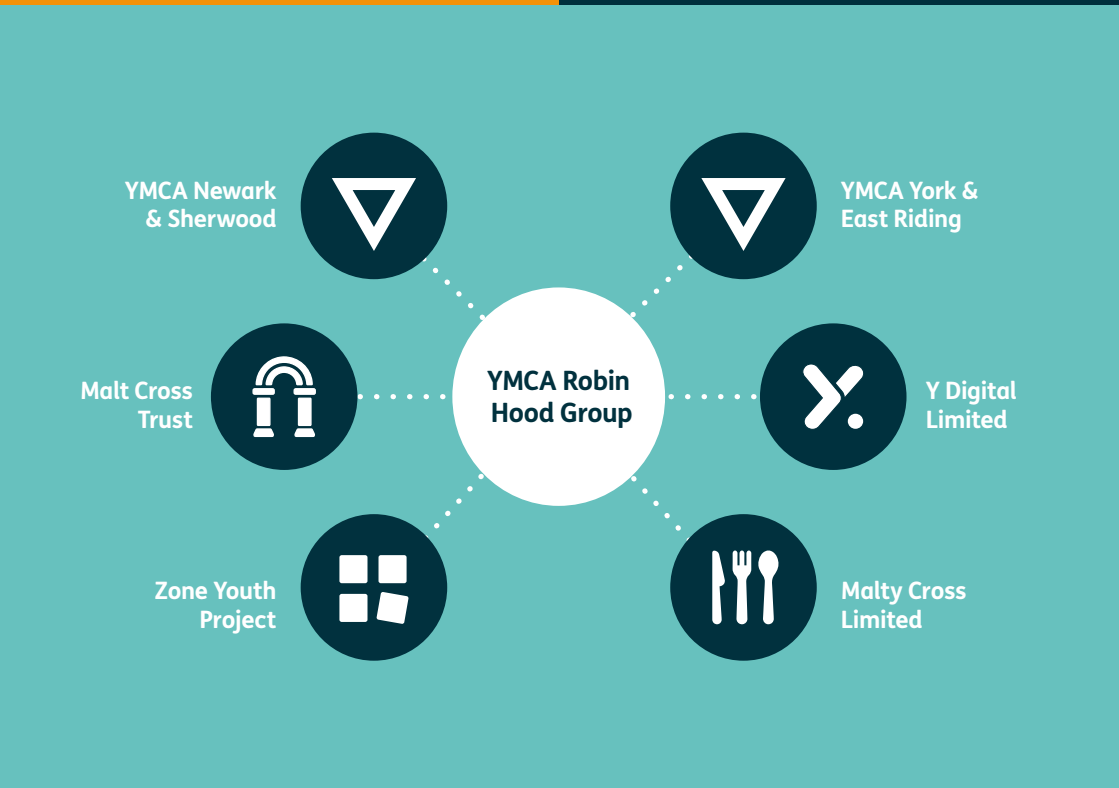 YMCA Newark
& Sherwood
YMCA York &
East Riding
YMCA Robin
Hood Group
Malt Cross
Trust
Y Digital
Limited
Zone Youth
Project
Malty Cross
Limited